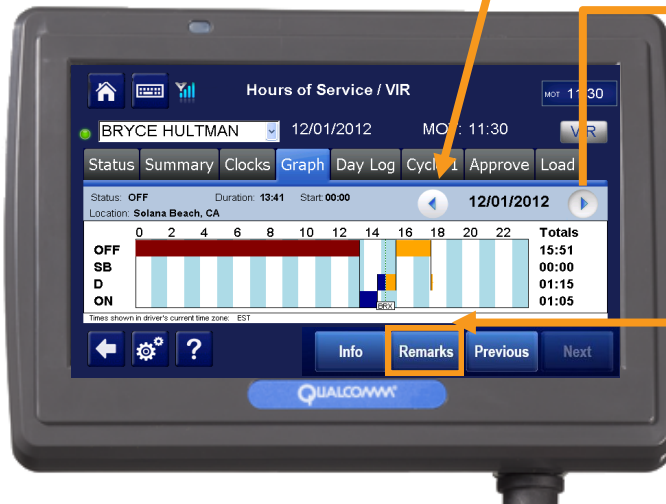 Hours of Service / VIR
MOT 11:30
BRYCE HULTMAN 12/01/2012 MOT: 11:30 VIR
Status Summary Clocks Graph Day Log Cycle 1 Approve Load
Status: OFF Duration: 13:41 Start: 00:00
Location: Solana Beach, CA
12/01/2012
0 2 4 6 8 10 12 14 16 18 20 22 Totals
OFF 15:51
SB 00:00
D 01:15
ON 01:05
BRX
Times shown in driver's current time zone: EST
? Info Remarks Previous Next
QUALCOMM